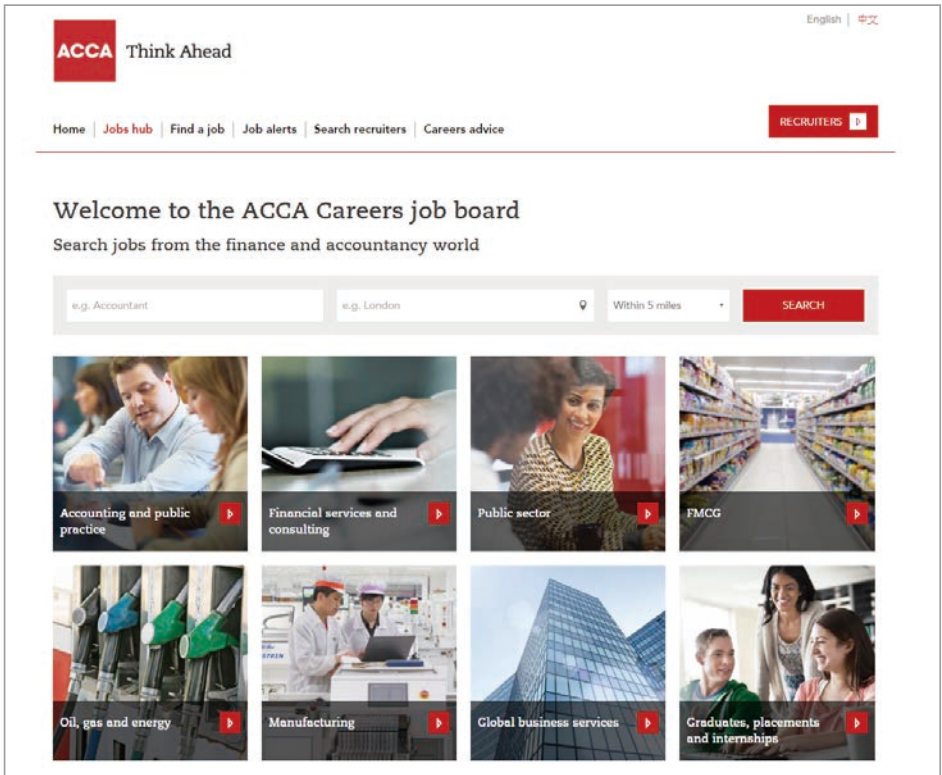 English | 中文
ACCA Think Ahead
Home | Jobs hub | Find a job | Job alerts | Search recruiters | Careers advice
RECRUITERS
Welcome to the ACCA Careers job board
Search jobs from the finance and accountancy world
e.g. Accountant
e.g. London
Within 5 miles
SEARCH
Accounting and public
practice
Financial services and
consulting
Public sector
FMCG
Oil, gas and energy
Manufacturing
Global business services
Graduates, placements
and internships